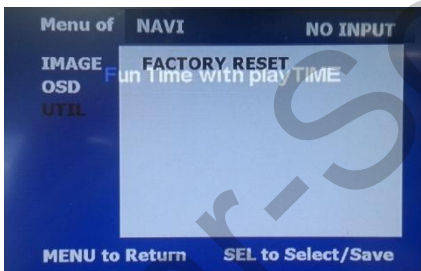 Menu of NAVI NO INPUT
IMAGE FACTORY RESET
Fun Time with playTIME
OSD
UTIL
MENU to Return SEL to Select/Save